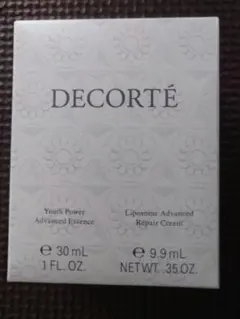 DECORTÉ
Youth Power
Advanced Essence
Liposome Advanced
Repair Cream
℮ 30 mL
1 FL. OZ.
℮ 9.9 mL
NET WT. .35 OZ.